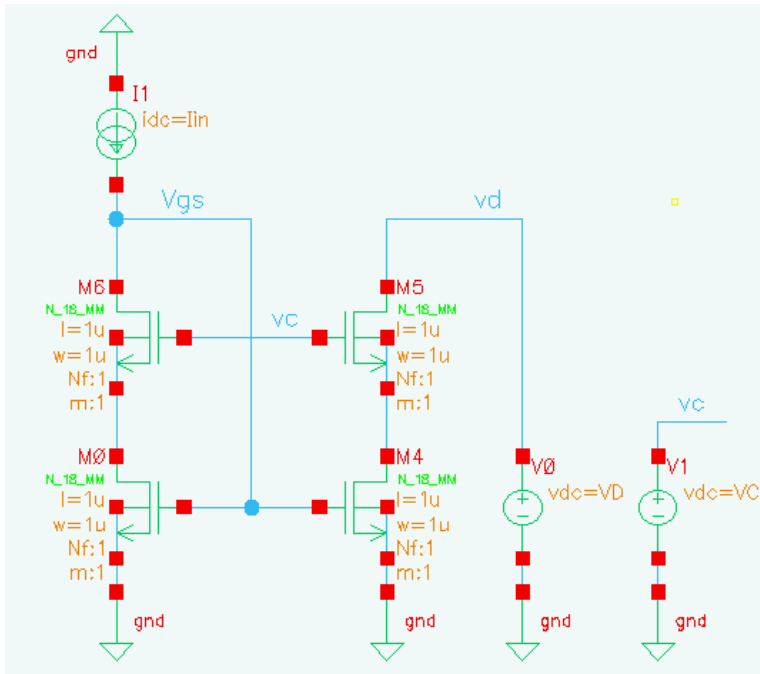 gnd
I1
idc=Iin
Vgs
vd
M6
N_18_MM
l=1u
w=1u
Nf:1
m:1
vc
M5
N_18_MM
l=1u
w=1u
Nf:1
m:1
vc
MØ
N_18_MM
l=1u
w=1u
Nf:1
m:1
M4
N_18_MM
l=1u
w=1u
Nf:1
m:1
VØ
vdc=VD
V1
vdc=VC
gnd
gnd
gnd
gnd